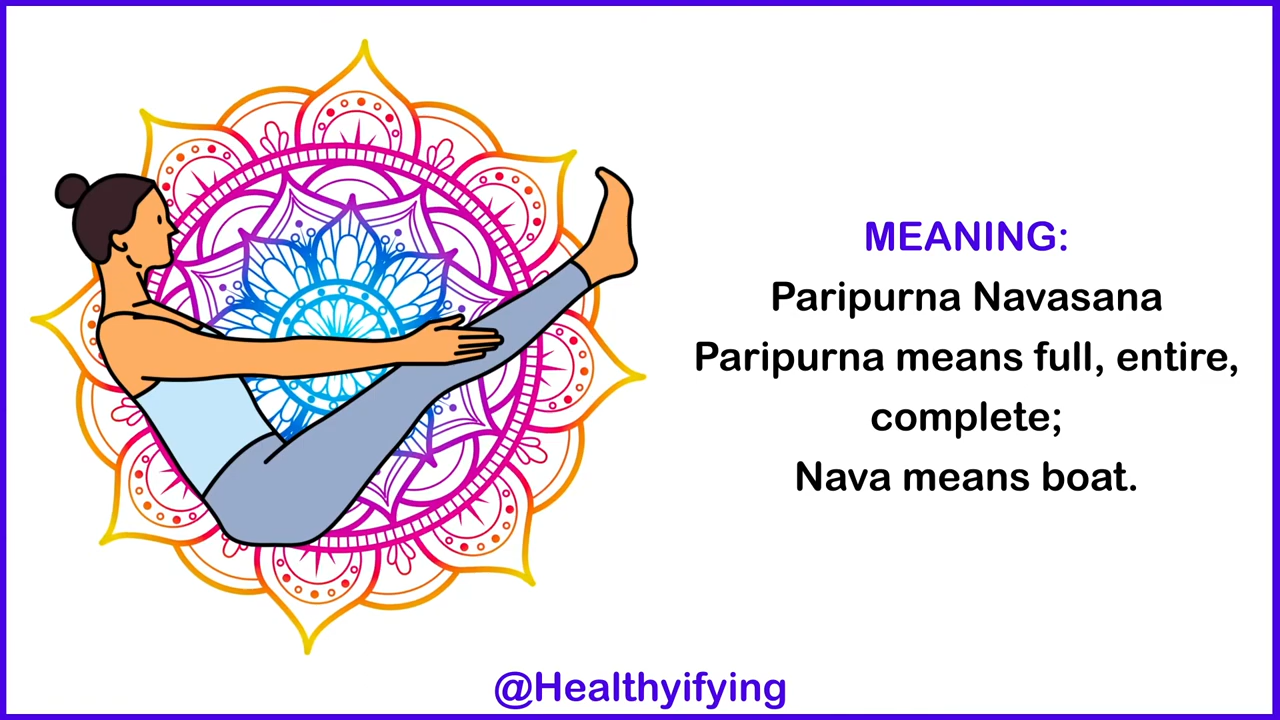 MEANING:
Paripurna Navasana
Paripurna means full, entire,
complete;
Nava means boat.
@Healthyifying